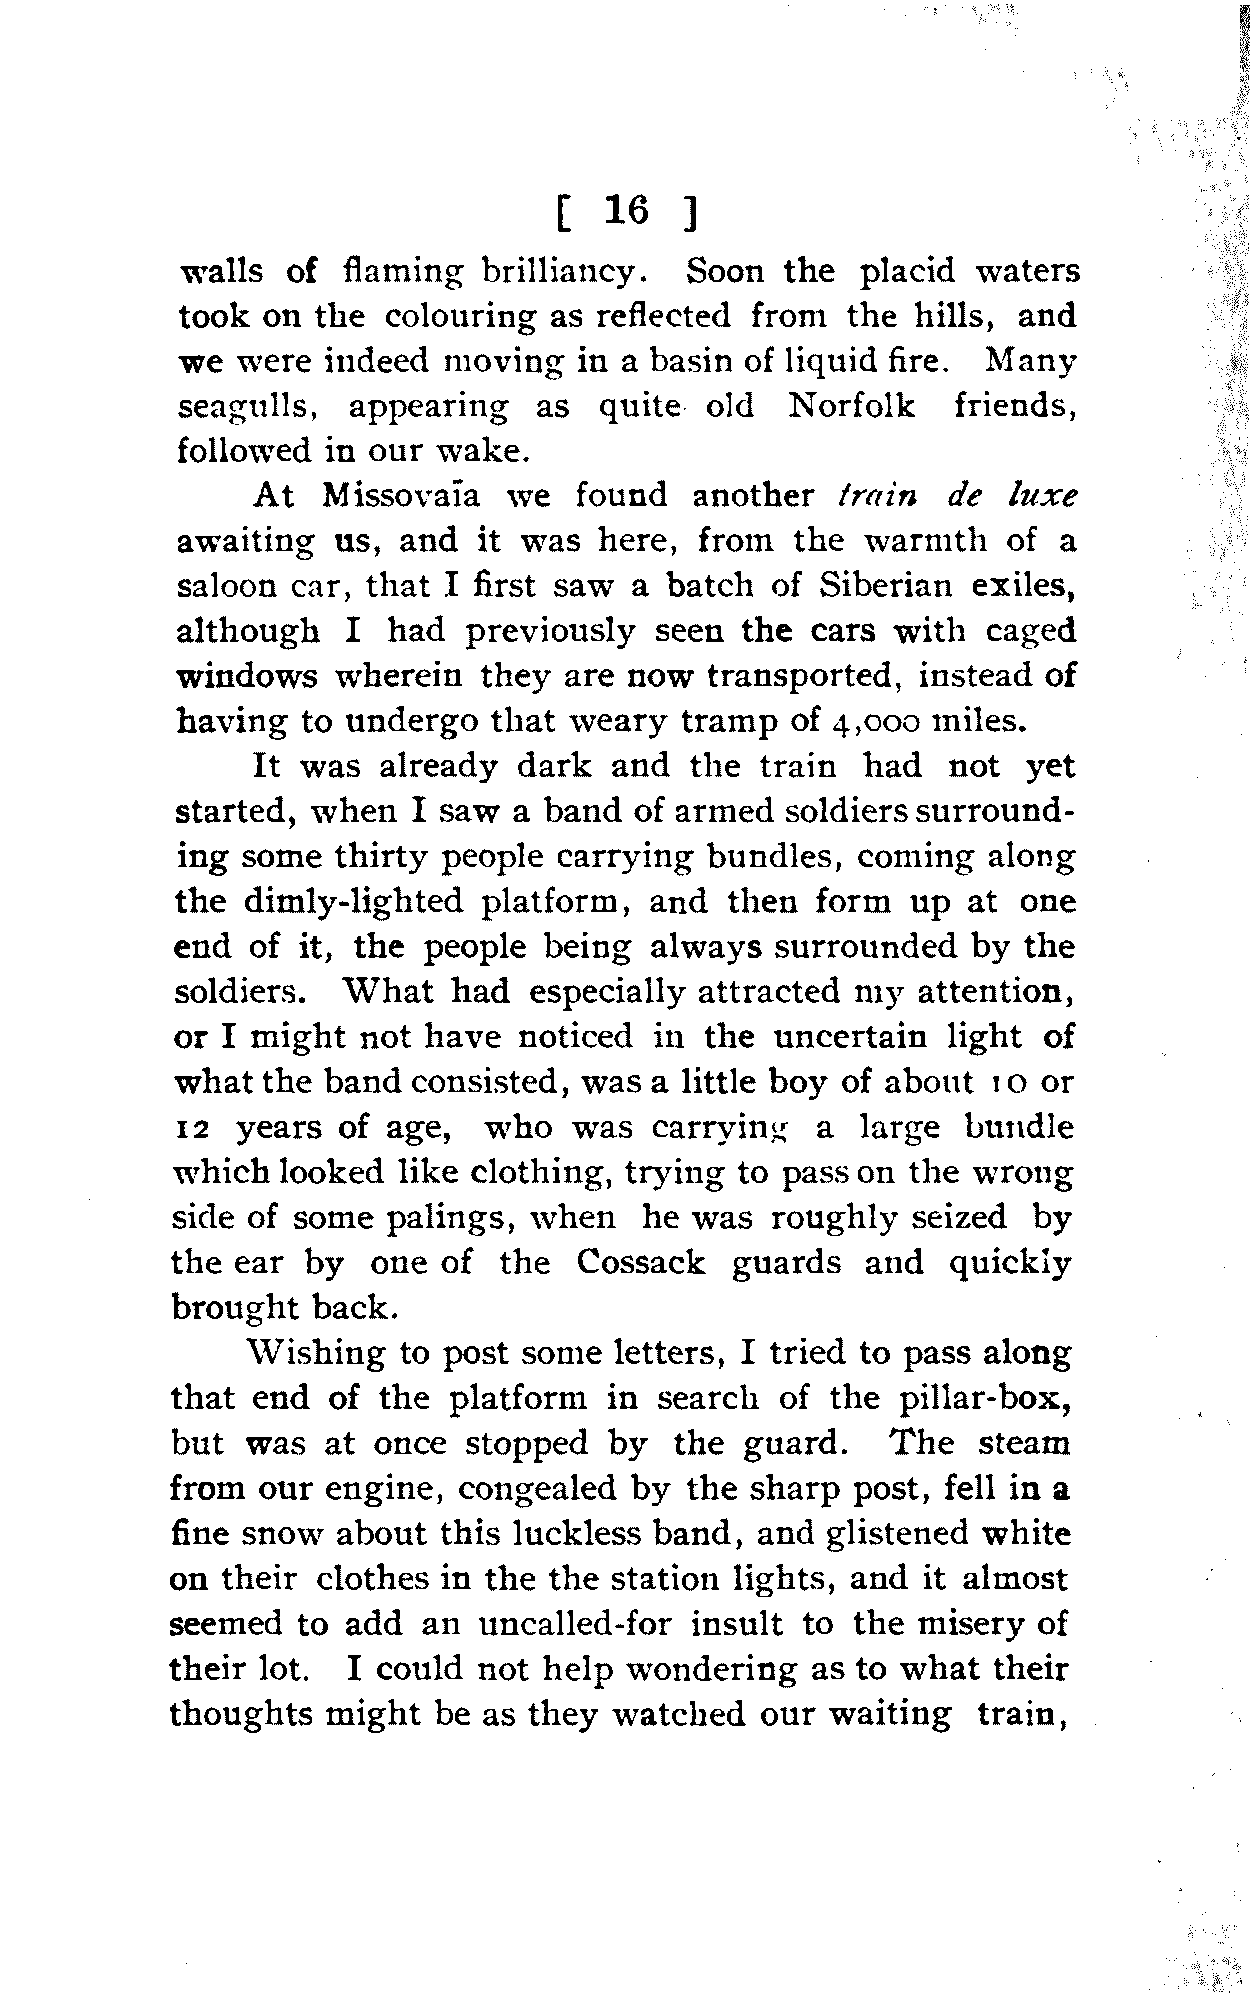 [ 16 ]
walls of flaming brilliancy. Soon the placid waters
took on the colouring as reflected from the hills, and
we were indeed moving in a basin of liquid fire. Many
seagulls, appearing as quite old Norfolk friends,
followed in our wake.
At Missovaïa we found another train de luxe
awaiting us, and it was here, from the warmth of a
saloon car, that I first saw a batch of Siberian exiles,
although I had previously seen the cars with caged
windows wherein they are now transported, instead of
having to undergo that weary tramp of 4,000 miles.
It was already dark and the train had not yet
started, when I saw a band of armed soldiers surround-
ing some thirty people carrying bundles, coming along
the dimly-lighted platform, and then form up at one
end of it, the people being always surrounded by the
soldiers. What had especially attracted my attention,
or I might not have noticed in the uncertain light of
what the band consisted, was a little boy of about 10 or
12 years of age, who was carrying a large bundle
which looked like clothing, trying to pass on the wrong
side of some palings, when he was roughly seized by
the ear by one of the Cossack guards and quickly
brought back.
Wishing to post some letters, I tried to pass along
that end of the platform in search of the pillar-box,
but was at once stopped by the guard. The steam
from our engine, congealed by the sharp post, fell in a
fine snow about this luckless band, and glistened white
on their clothes in the the station lights, and it almost
seemed to add an uncalled-for insult to the misery of
their lot. I could not help wondering as to what their
thoughts might be as they watched our waiting train,